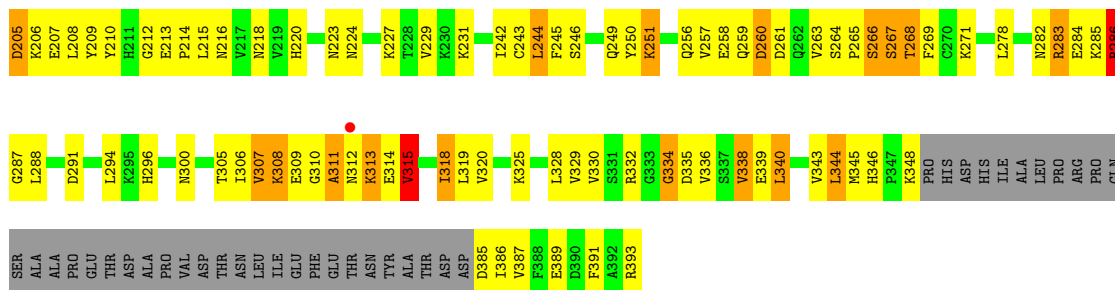 D205 K206 E207 L208 Y209 Y210 H211 G212 E213 P214 L215 N216 V217 N218 V219 H220 N223 N224 K227 T228 V229 K230 K231 I242 C243 L244 F245 S246 Q249 Y250 K251 Q256 V257 E258 Q259 D260 D261 Q262 V263 S264 P265 S266 S267 T268 F269 C270 K271 L278 N282 R283 E284 K285
G287 L288 D291 L294 K295 H296 N300 T305 I306 V307 K308 E309 G310 A311 N312 K313 E314 V315 I318 L319 V320 K325 L328 V329 V330 S331 R332 G333 G334 D335 V336 S337 V338 E339 L340 V343 L344 M345 H346 P347 K348 PRO HIS ASP HIS ILE ALA LEU PRO ARG PRO GLN
SER ALA ALA PRO GLU THR ASP ALA PRO VAL ASP THR ASN LEU ILE GLU PHE GLU THR ASN TYR ALA THR ASP ASP D385 I386 V387 F388 E389 D390 F391 A392 R393